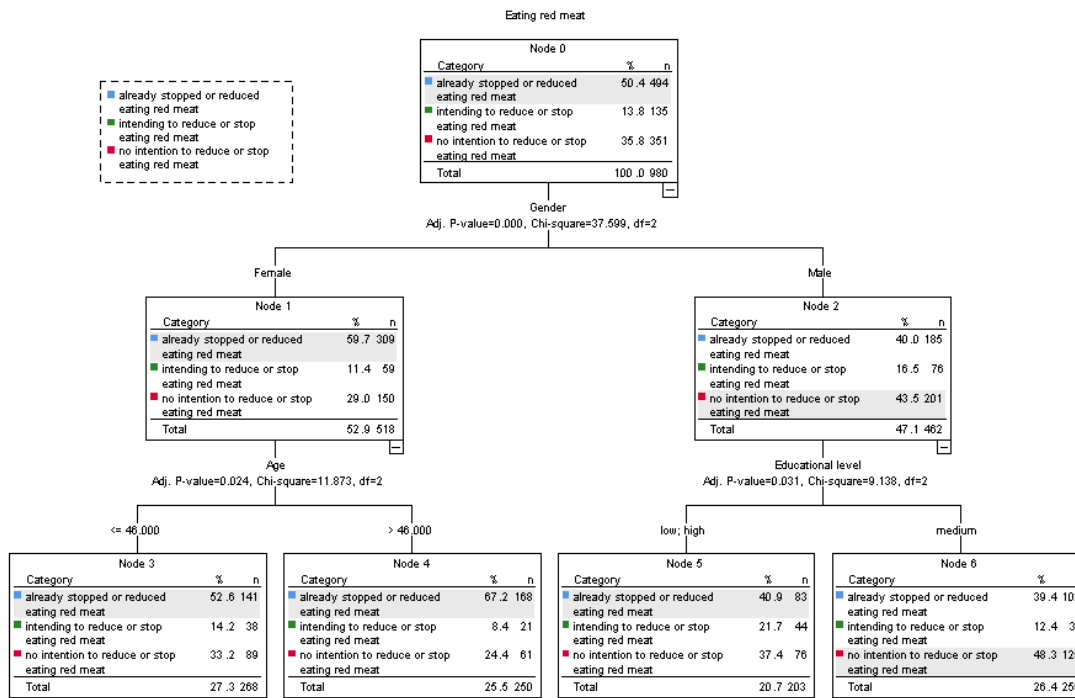 Eating red meat
already stopped or reduced
eating red meat
intending to reduce or stop
eating red meat
no intention to reduce or stop
eating red meat
Node 0
Category % n
already stopped or reduced 50.4 494
eating red meat
intending to reduce or stop 13.8 135
eating red meat
no intention to reduce or stop 35.8 351
eating red meat
Total 100.0 980
Gender
Adj. P-value=0.000, Chi-square=37.599, df=2
Female
Male
Node 1
Category % n
already stopped or reduced 59.7 309
eating red meat
intending to reduce or stop 11.4 59
eating red meat
no intention to reduce or stop 29.0 150
eating red meat
Total 52.9 518
Node 2
Category % n
already stopped or reduced 40.0 185
eating red meat
intending to reduce or stop 16.5 76
eating red meat
no intention to reduce or stop 43.5 201
eating red meat
Total 47.1 462
Age
Adj. P-value=0.024, Chi-square=11.873, df=2
Educational level
Adj. P-value=0.031, Chi-square=9.138, df=2
<= 46.000
> 46.000
low; high
medium
Node 3
Category % n
already stopped or reduced 52.6 141
eating red meat
intending to reduce or stop 14.2 38
eating red meat
no intention to reduce or stop 33.2 89
eating red meat
Total 27.3 268
Node 4
Category % n
already stopped or reduced 67.2 168
eating red meat
intending to reduce or stop 8.4 21
eating red meat
no intention to reduce or stop 24.4 61
eating red meat
Total 25.5 250
Node 5
Category % n
already stopped or reduced 40.9 83
eating red meat
intending to reduce or stop 21.7 44
eating red meat
no intention to reduce or stop 37.4 76
eating red meat
Total 20.7 203
Node 6
Category %
already stopped or reduced 39.4
eating red meat
intending to reduce or stop 12.4
eating red meat
no intention to reduce or stop 48.3
eating red meat
Total 26.4